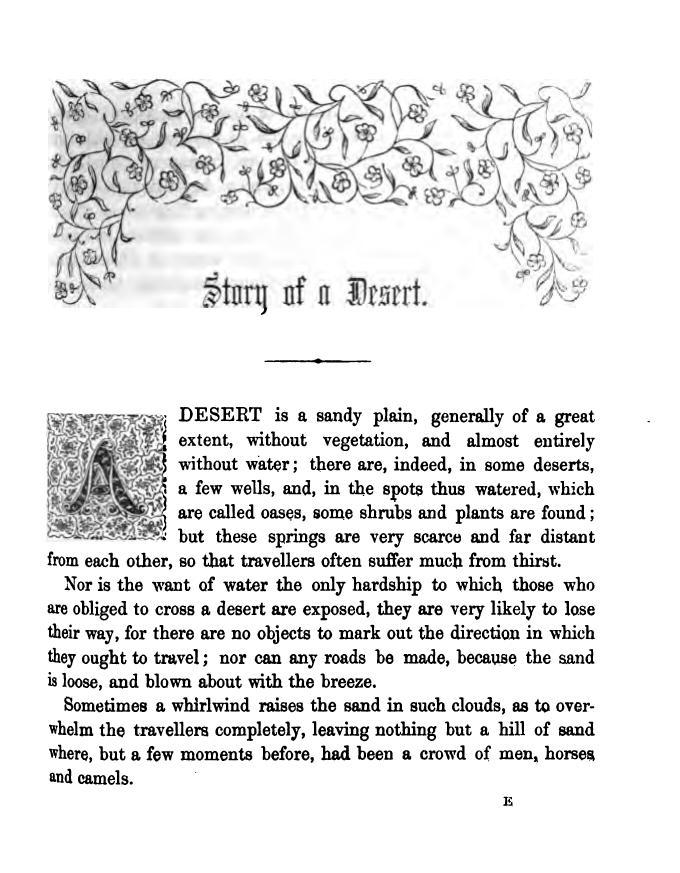 Story of a Desert.
A DESERT is a sandy plain, generally of a great
extent, without vegetation, and almost entirely
without water; there are, indeed, in some deserts,
a few wells, and, in the spots thus watered, which
are called oases, some shrubs and plants are found;
but these springs are very scarce and far distant
from each other, so that travellers often suffer much from thirst.
Nor is the want of water the only hardship to which those who
are obliged to cross a desert are exposed, they are very likely to lose
their way, for there are no objects to mark out the direction in which
they ought to travel; nor can any roads be made, because the sand
is loose, and blown about with the breeze.
Sometimes a whirlwind raises the sand in such clouds, as to over-
whelm the travellers completely, leaving nothing but a hill of sand
where, but a few moments before, had been a crowd of men, horses
and camels.
E